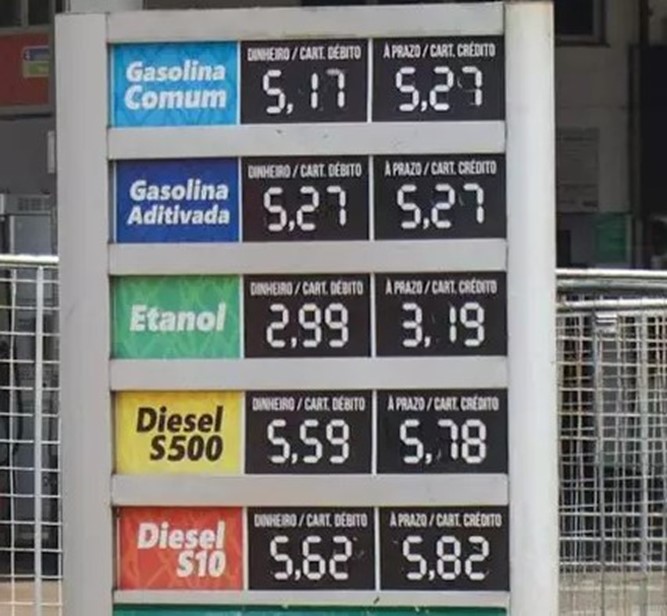 Gasolina
Comum
DINHEIRO / CART. DÉBITO
5,17
À PRAZO / CART. CRÉDITO
5,27
Gasolina
Aditivada
DINHEIRO / CART. DÉBITO
5,27
À PRAZO / CART. CRÉDITO
5,27
Etanol
DINHEIRO / CART. DÉBITO
2,99
À PRAZO / CART. CRÉDITO
3,19
Diesel
S500
DINHEIRO / CART. DÉBITO
5,59
À PRAZO / CART. CRÉDITO
5,78
Diesel
S10
DINHEIRO / CART. DÉBITO
5,62
À PRAZO / CART. CRÉDITO
5,82